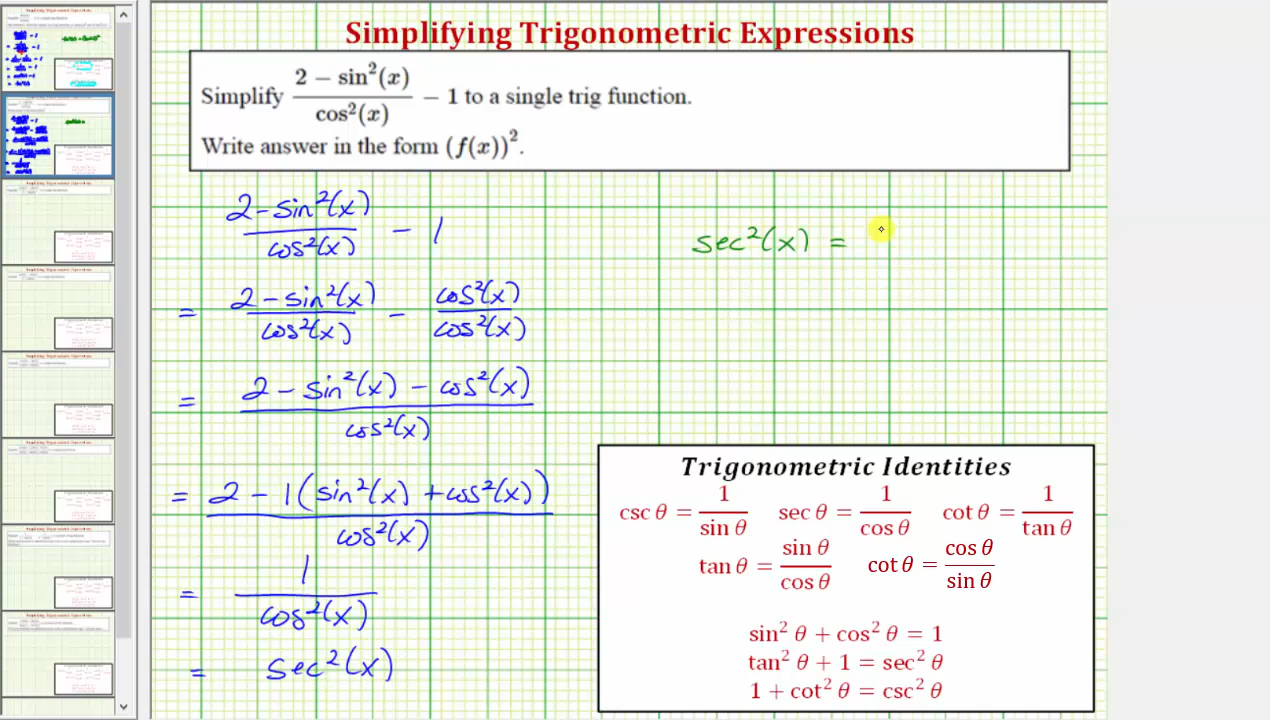 Simplifying Trigonometric Expressions
Simplify (2 − sin²(x))/(cos²(x)) − 1 to a single trig function.
Write answer in the form (f(x))².
(2 − sin²(x))/(cos²(x)) − 1
= (2 − sin²(x))/(cos²(x)) − (cos²(x))/(cos²(x))
= (2 − sin²(x) − cos²(x))/(cos²(x))
= (2 − 1(sin²(x) + cos²(x)))/(cos²(x))
= 1/(cos²(x))
= sec²(x)
sec²(x) =
Trigonometric Identities
csc θ = 1/(sin θ) sec θ = 1/(cos θ) cot θ = 1/(tan θ)
tan θ = (sin θ)/(cos θ) cot θ = (cos θ)/(sin θ)
sin² θ + cos² θ = 1
tan² θ + 1 = sec² θ
1 + cot² θ = csc² θ